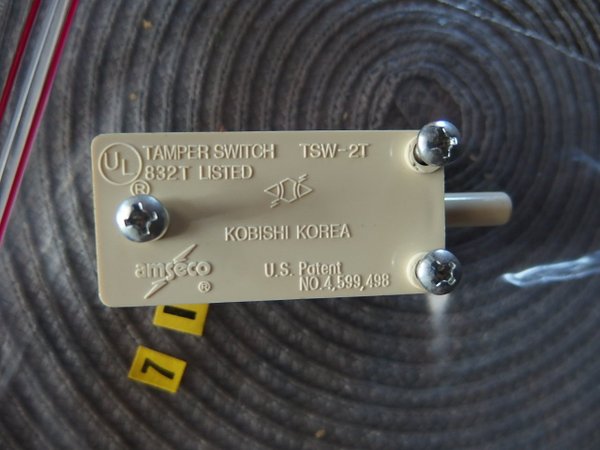 UL TAMPER SWITCH TSW-2T
832T LISTED
®
KOBISHI KOREA
amseco
®
U.S. Patent
NO.4,599,498
7